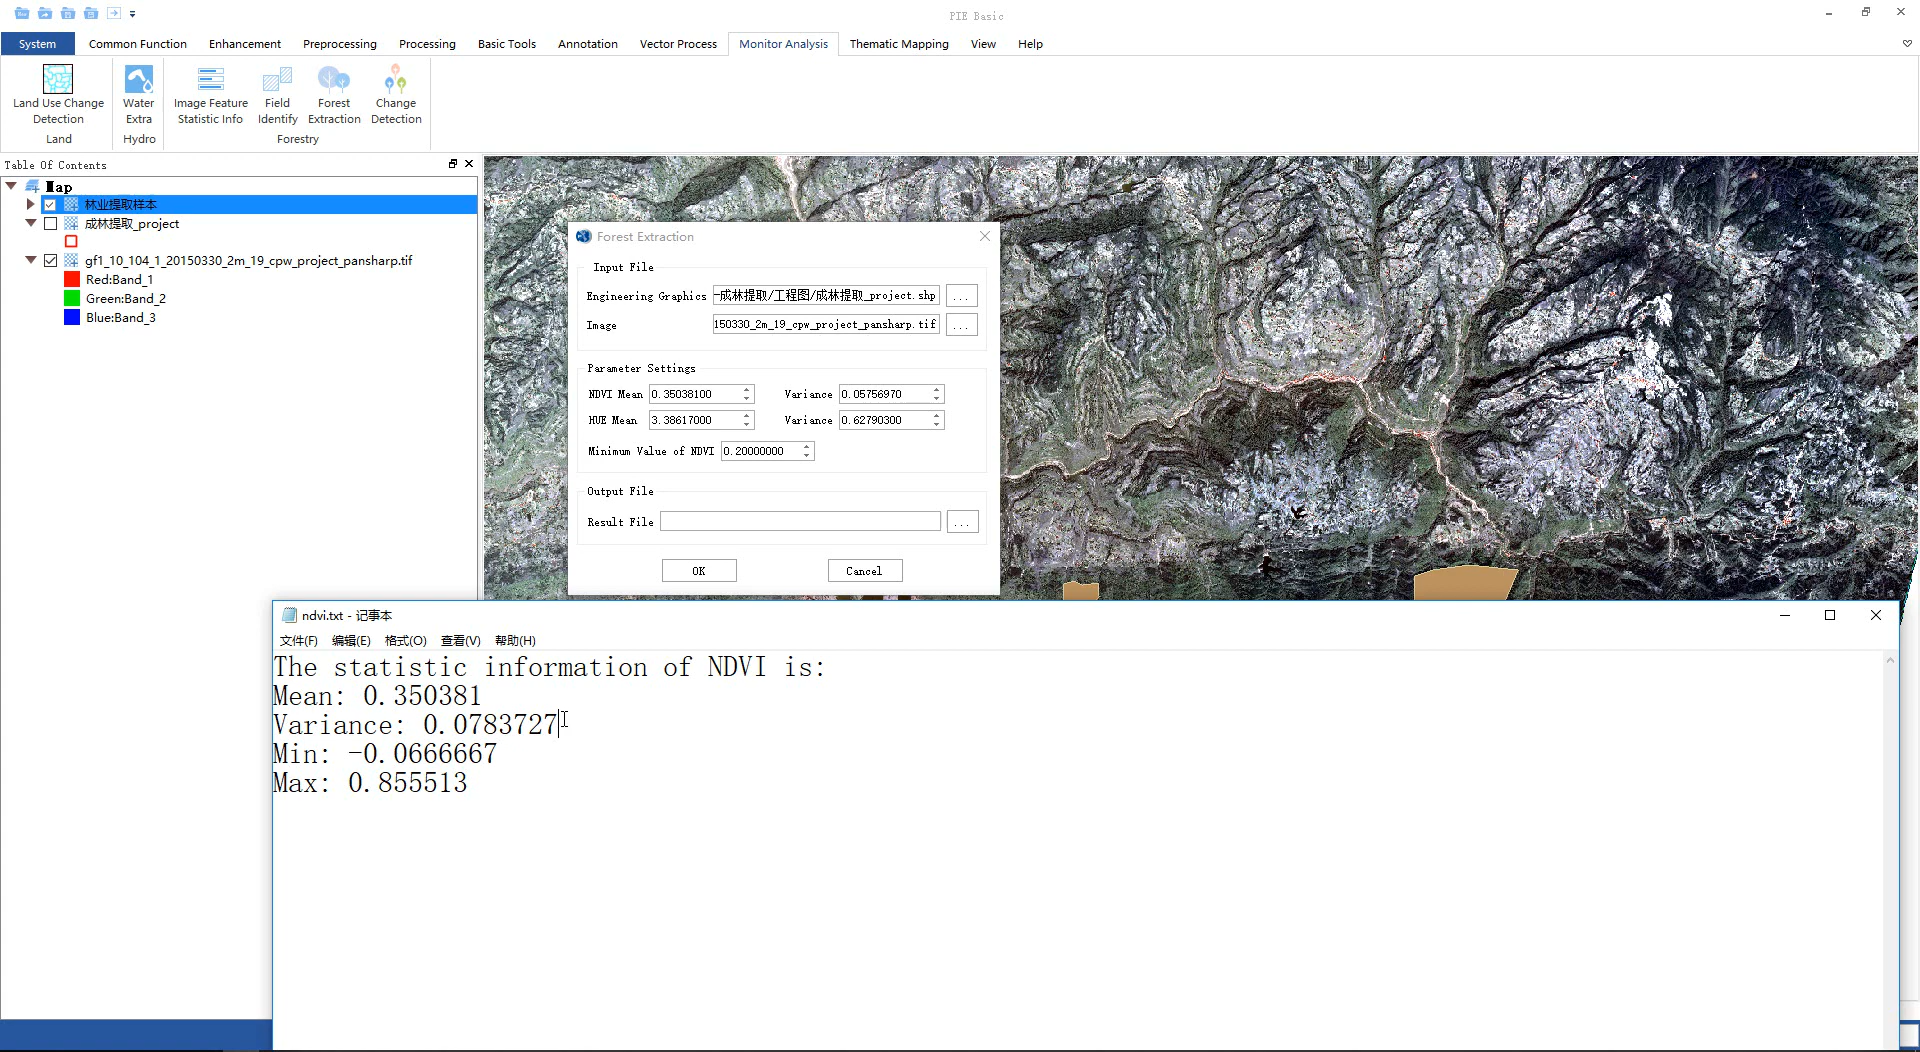 PIE Basic
System Common Function Enhancement Preprocessing Processing Basic Tools Annotation Vector Process Monitor Analysis Thematic Mapping View Help
Land Use Change Detection
Water Extra
Image Feature Statistic Info
Field Identify
Forest Extraction
Change Detection
Land Hydro Forestry
Table Of Contents
Map
林业提取样本
成林提取_project
gf1_10_104_1_20150330_2m_19_cpw_project_pansharp.tif
Red:Band_1
Green:Band_2
Blue:Band_3
Forest Extraction
Input File
Engineering Graphics -成林提取/工程图/成林提取_project.shp ...
Image 150330_2m_19_cpw_project_pansharp.tif ...
Parameter Settings
NDVI Mean 0.35038100 Variance 0.05756970
HUE Mean 3.38617000 Variance 0.62790300
Minimum Value of NDVI 0.20000000
Output File
Result File ...
OK Cancel
ndvi.txt - 记事本
文件(F) 编辑(E) 格式(O) 查看(V) 帮助(H)
The statistic information of NDVI is:
Mean: 0.350381
Variance: 0.0783727
Min: -0.0666667
Max: 0.855513